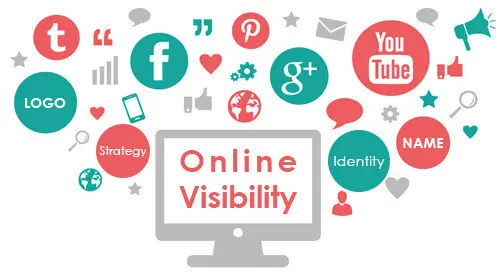 t
f
g+
You
Tube
LOGO
Strategy
Online
Visibility
Identity
NAME